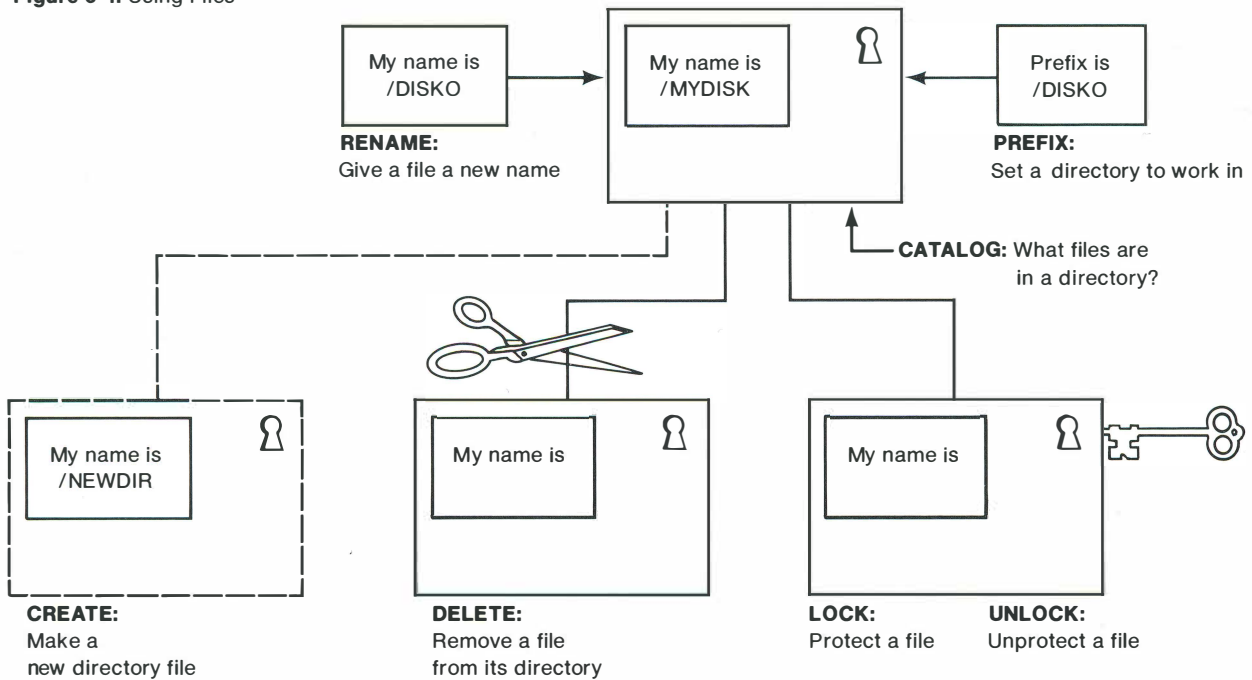 Using Files
My name is
/DISKO
RENAME:
Give a file a new name
My name is
/MYDISK
Prefix is
/DISKO
PREFIX:
Set a directory to work in
CATALOG: What files are
in a directory?
My name is
/NEWDIR
CREATE:
Make a
new directory file
My name is
DELETE:
Remove a file
from its directory
My name is
LOCK:
Protect a file
UNLOCK:
Unprotect a file